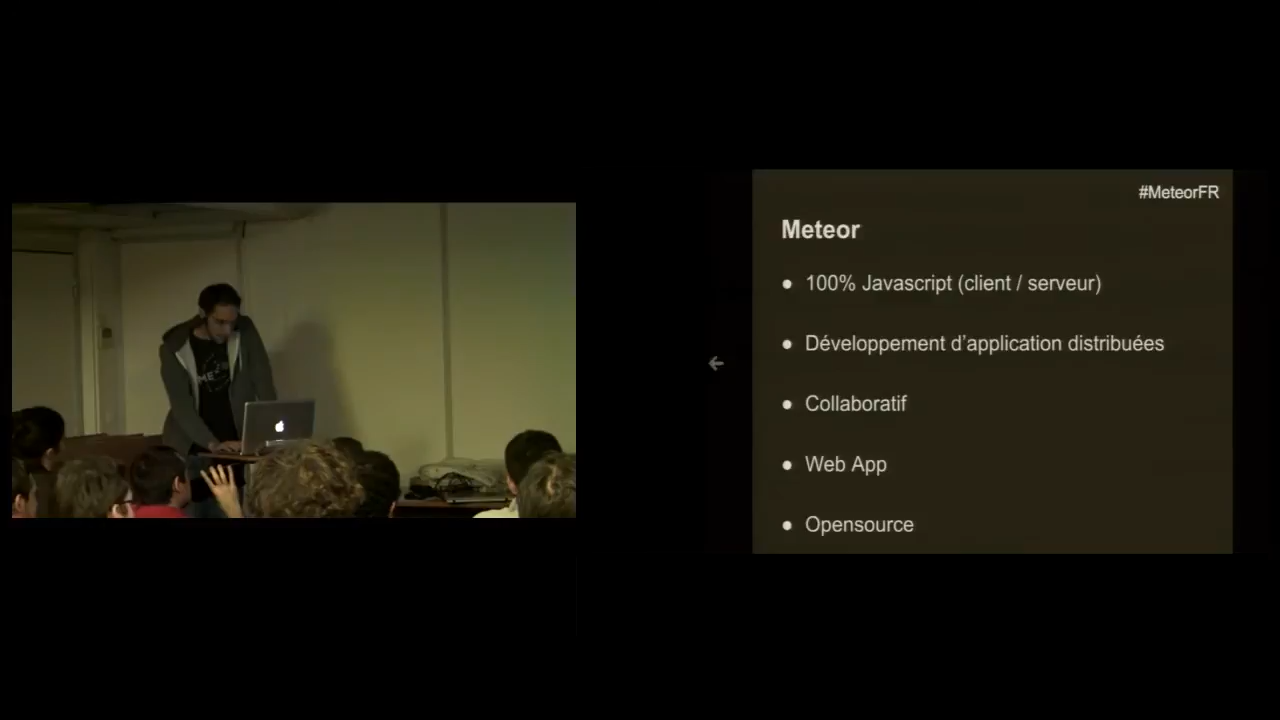 #MeteorFR
Meteor
● 100% Javascript (client / serveur)
● Développement d'application distribuées
● Collaboratif
● Web App
● Opensource